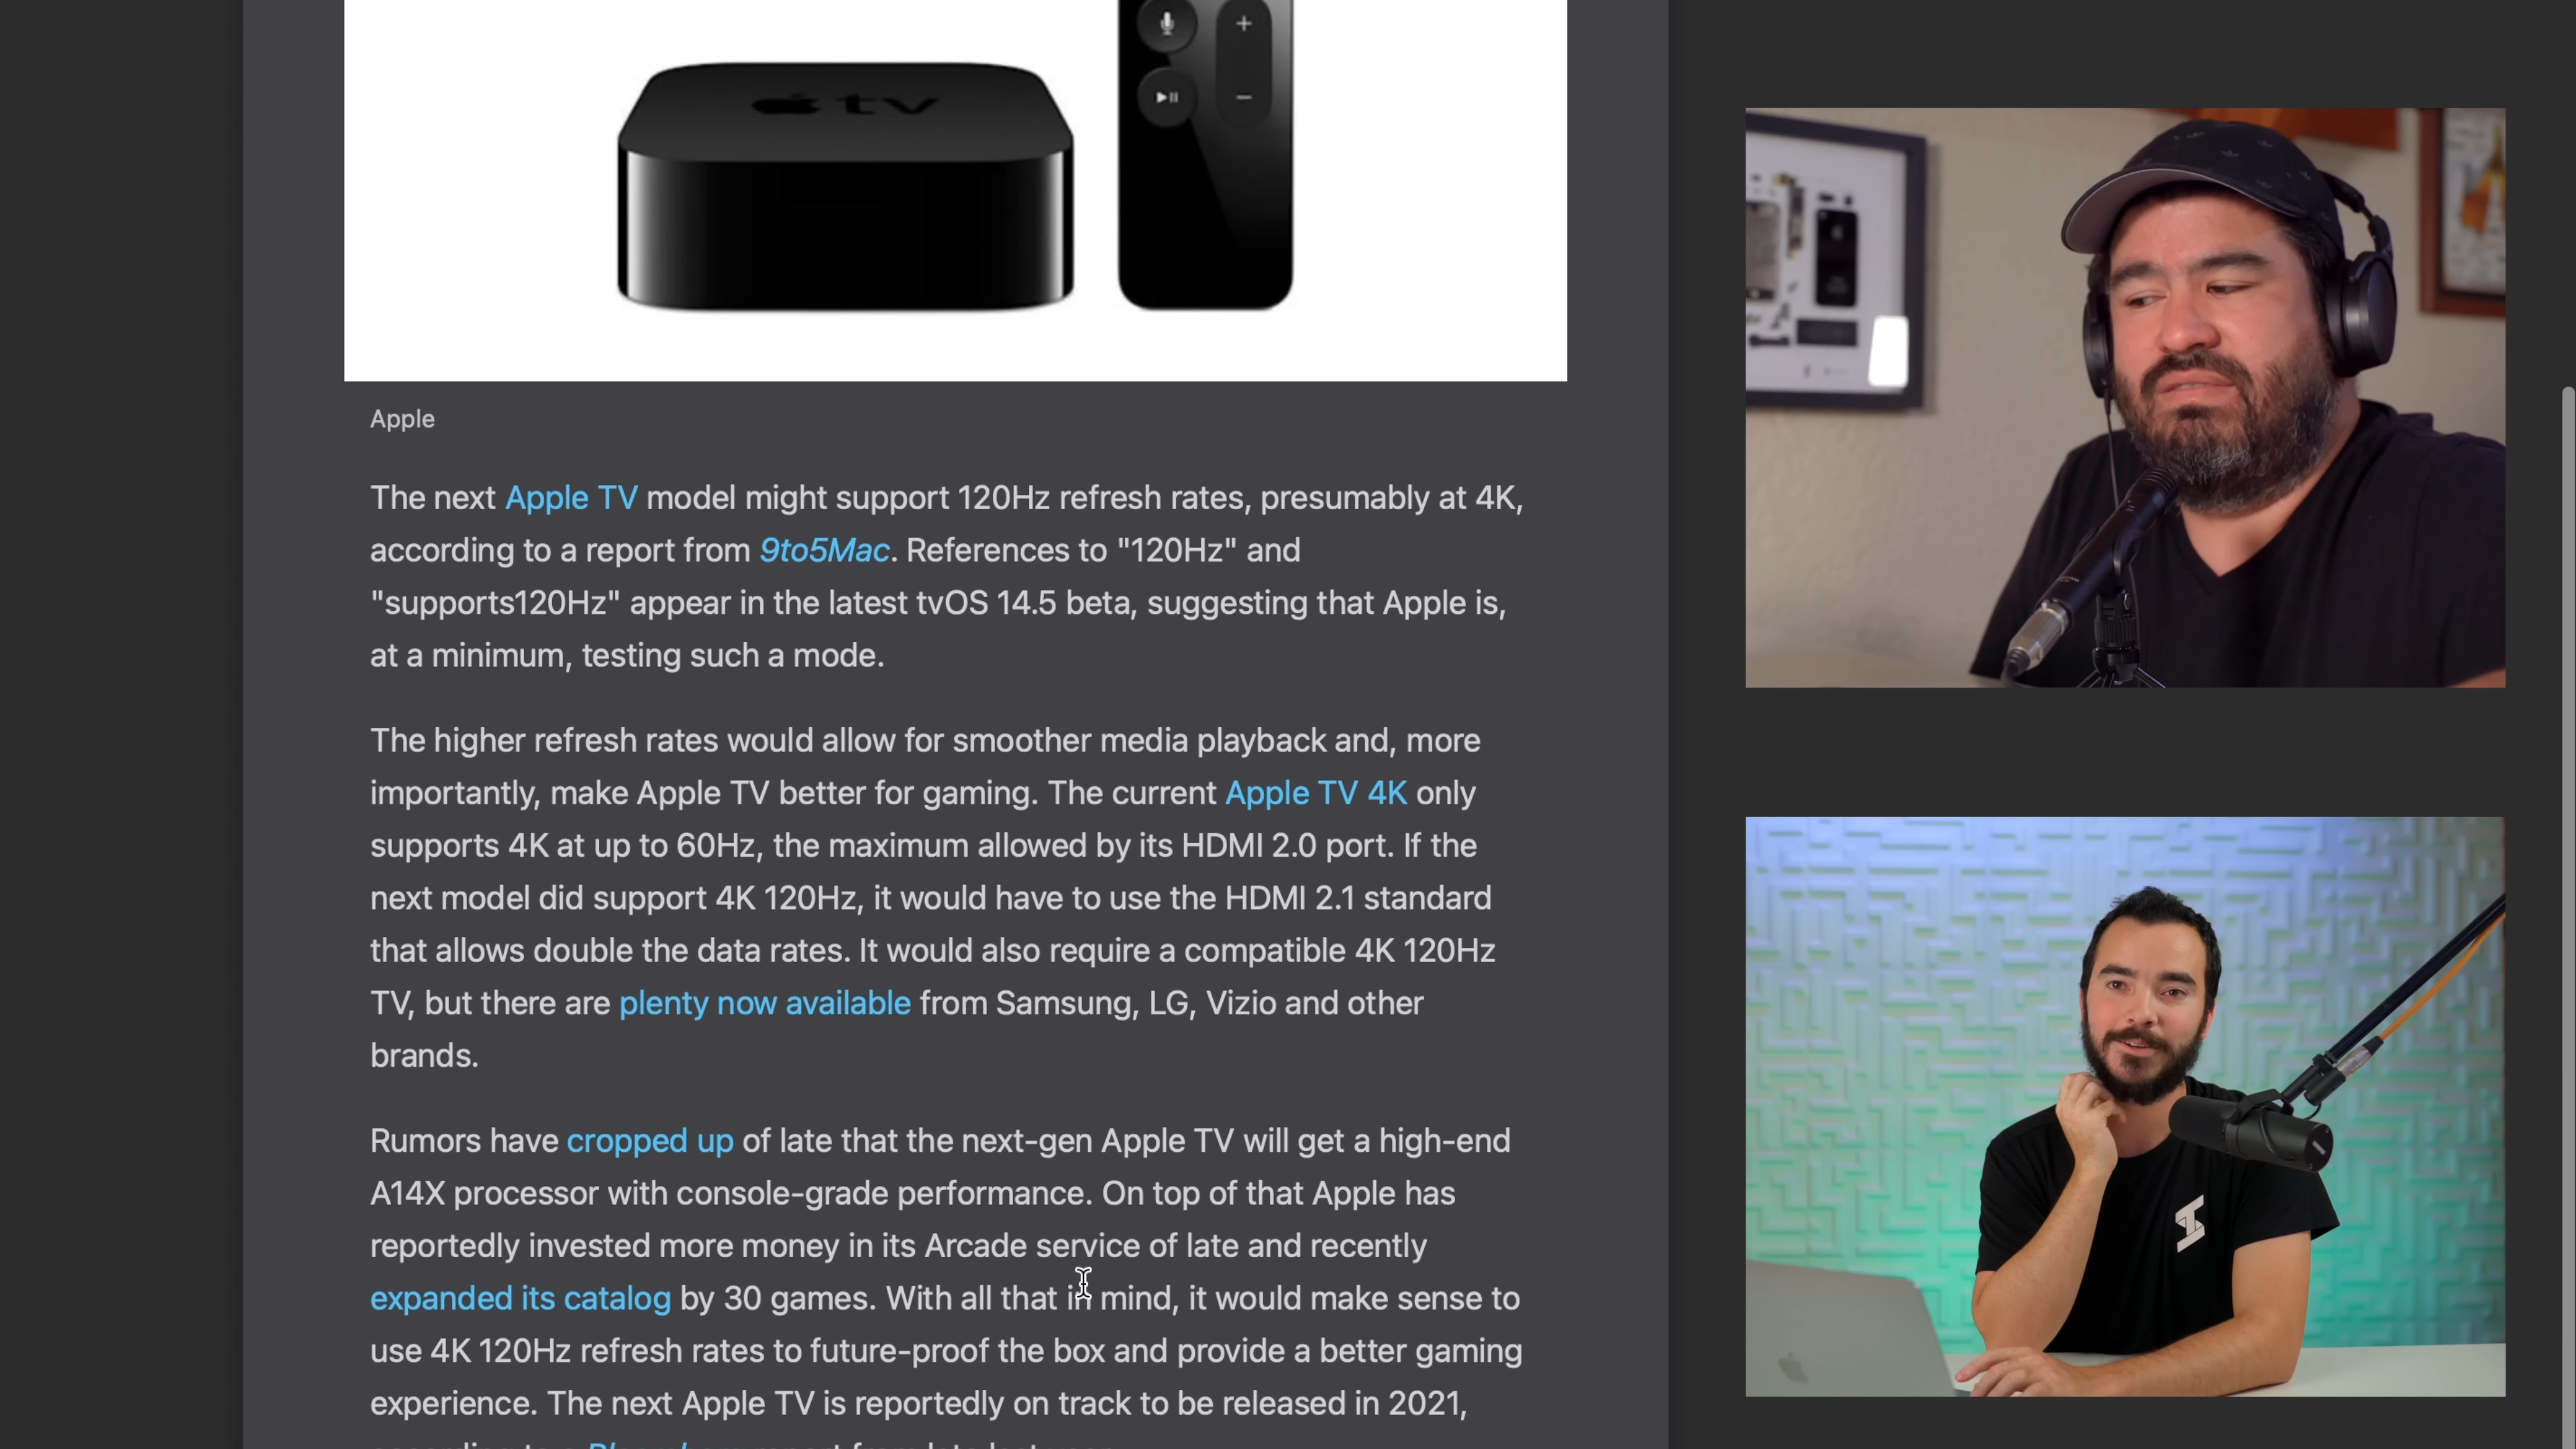 tv
Apple
The next Apple TV model might support 120Hz refresh rates, presumably at 4K,
according to a report from 9to5Mac. References to "120Hz" and
"supports120Hz" appear in the latest tvOS 14.5 beta, suggesting that Apple is,
at a minimum, testing such a mode.
The higher refresh rates would allow for smoother media playback and, more
importantly, make Apple TV better for gaming. The current Apple TV 4K only
supports 4K at up to 60Hz, the maximum allowed by its HDMI 2.0 port. If the
next model did support 4K 120Hz, it would have to use the HDMI 2.1 standard
that allows double the data rates. It would also require a compatible 4K 120Hz
TV, but there are plenty now available from Samsung, LG, Vizio and other
brands.
Rumors have cropped up of late that the next-gen Apple TV will get a high-end
A14X processor with console-grade performance. On top of that Apple has
reportedly invested more money in its Arcade service of late and recently
expanded its catalog by 30 games. With all that in mind, it would make sense to
use 4K 120Hz refresh rates to future-proof the box and provide a better gaming
experience. The next Apple TV is reportedly on track to be released in 2021,